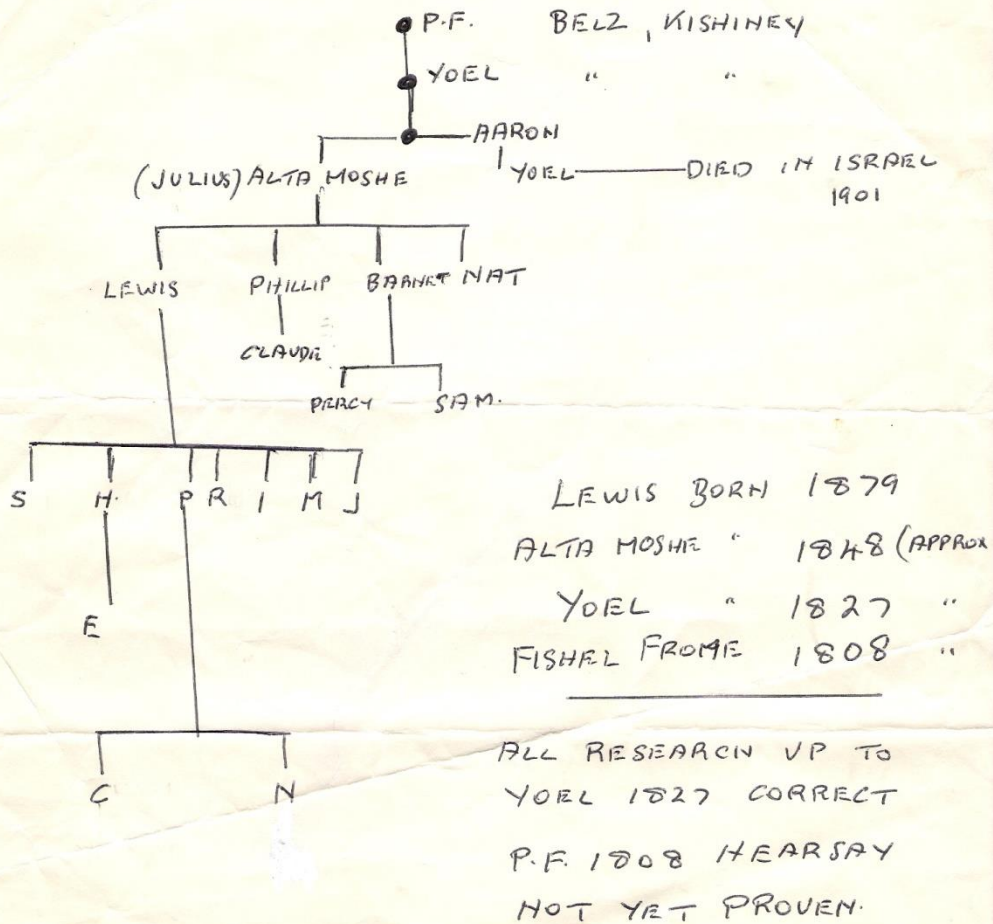 P.F. BELZ, KISHINEV
YOEL " "
AARON
(JULIUS) ALTA MOSHE YOEL DIED IN ISRAEL
1901
LEWIS PHILLIP BARNET NAT
CLAUDE
PERCY SAM.
S H. P R I M J
E
C N
LEWIS BORN 1879
ALTA MOSHE " 1848 (APPROX
YOEL " 1827 "
FISHEL FROME 1808 "
ALL RESEARCH UP TO
YOEL 1827 CORRECT
P.F. 1808 HEARSAY
NOT YET PROVEN.